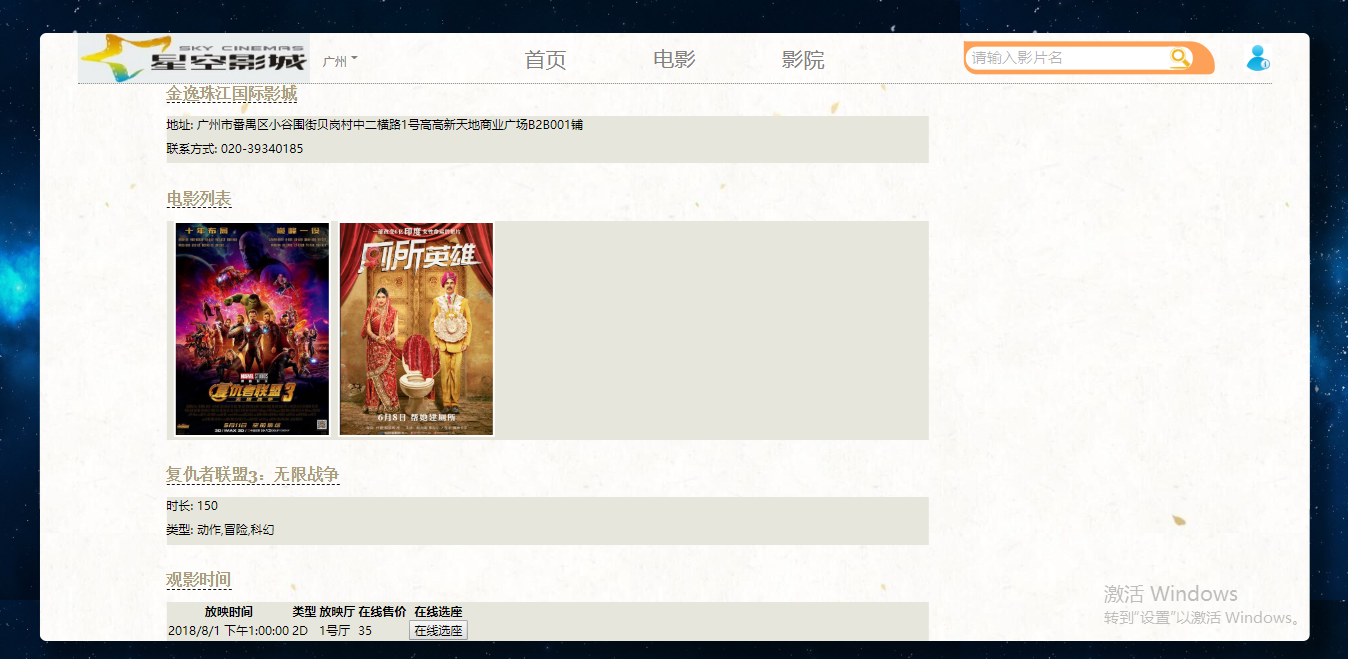 SKY CINEMAS
星空影城
广州
首页
电影
影院
请输入影片名
金逸珠江国际影城
地址: 广州市番禺区小谷围街贝岗村中二横路1号高高新天地商业广场B2B001铺
联系方式: 020-39340185
电影列表
十年布局 巅峰一役
MARVEL STUDIOS
复仇者联盟3
厕所英雄
6月8日 帮她建厕所
复仇者联盟3：无限战争
时长: 150
类型: 动作,冒险,科幻
观影时间
放映时间 类型 放映厅 在线售价 在线选座
2018/8/1 下午1:00:00 2D 1号厅 35 在线选座
激活 Windows
转到"设置"以激活 Windows。